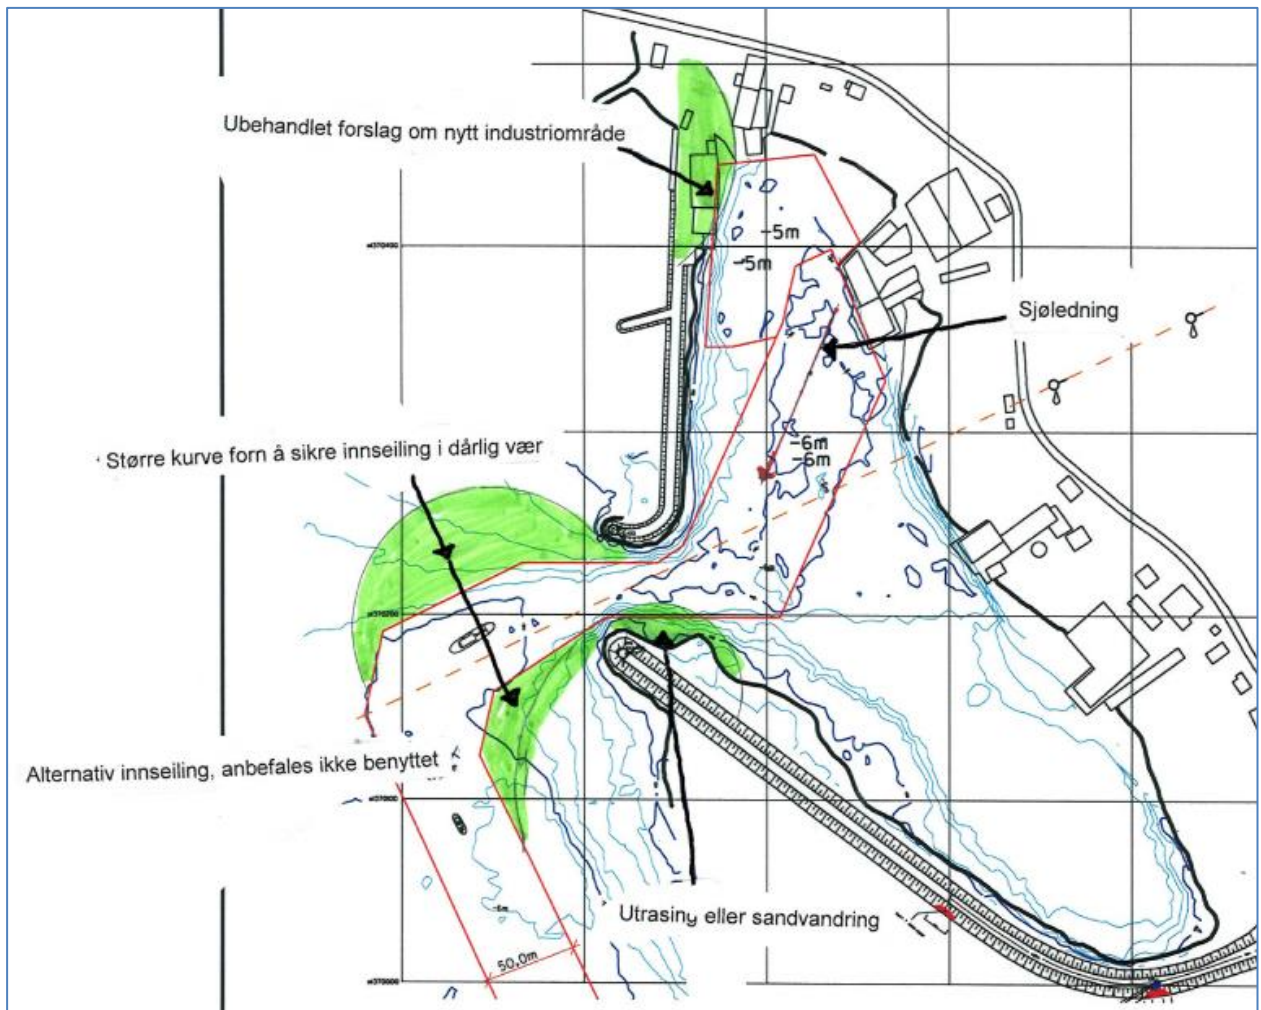 Ubehandlet forslag om nytt industriområde
-5m
-5m
Sjøledning
-6m
-6m
Større kurve forn å sikre innseiling i dårlig vær
Alternativ innseiling, anbefales ikke benyttet
-6m
Utrasing eller sandvandring
50,0m